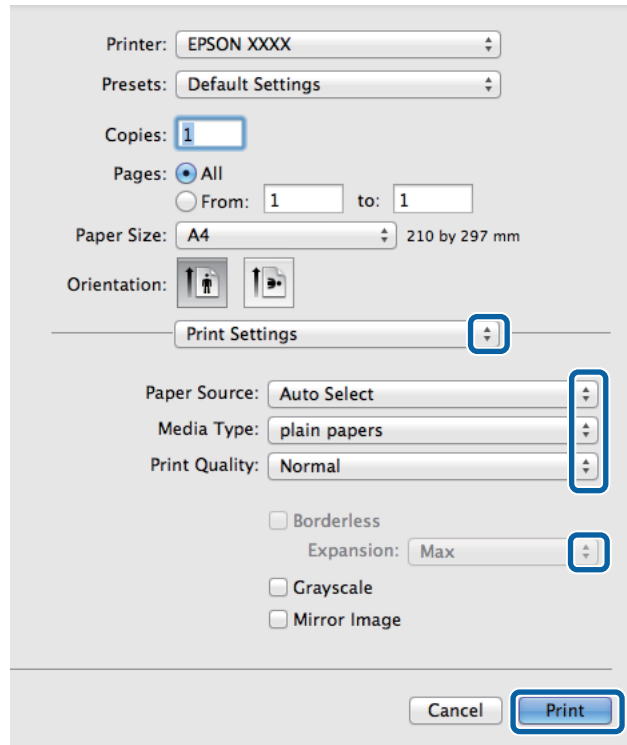 Printer: EPSON XXXX
Presets: Default Settings
Copies: 1
Pages: All
From: 1 to: 1
Paper Size: A4 210 by 297 mm
Orientation:
Print Settings
Paper Source: Auto Select
Media Type: plain papers
Print Quality: Normal
Borderless
Expansion: Max
Grayscale
Mirror Image
Cancel Print